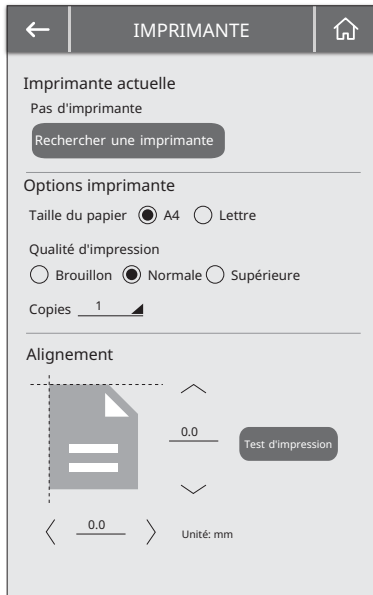 IMPRIMANTE
Imprimante actuelle
Pas d'imprimante
Rechercher une imprimante
Options imprimante
Taille du papier A4 Lettre
Qualité d'impression
Brouillon Normale Supérieure
Copies 1
Alignement
0.0
Test d'impression
0.0
Unité: mm